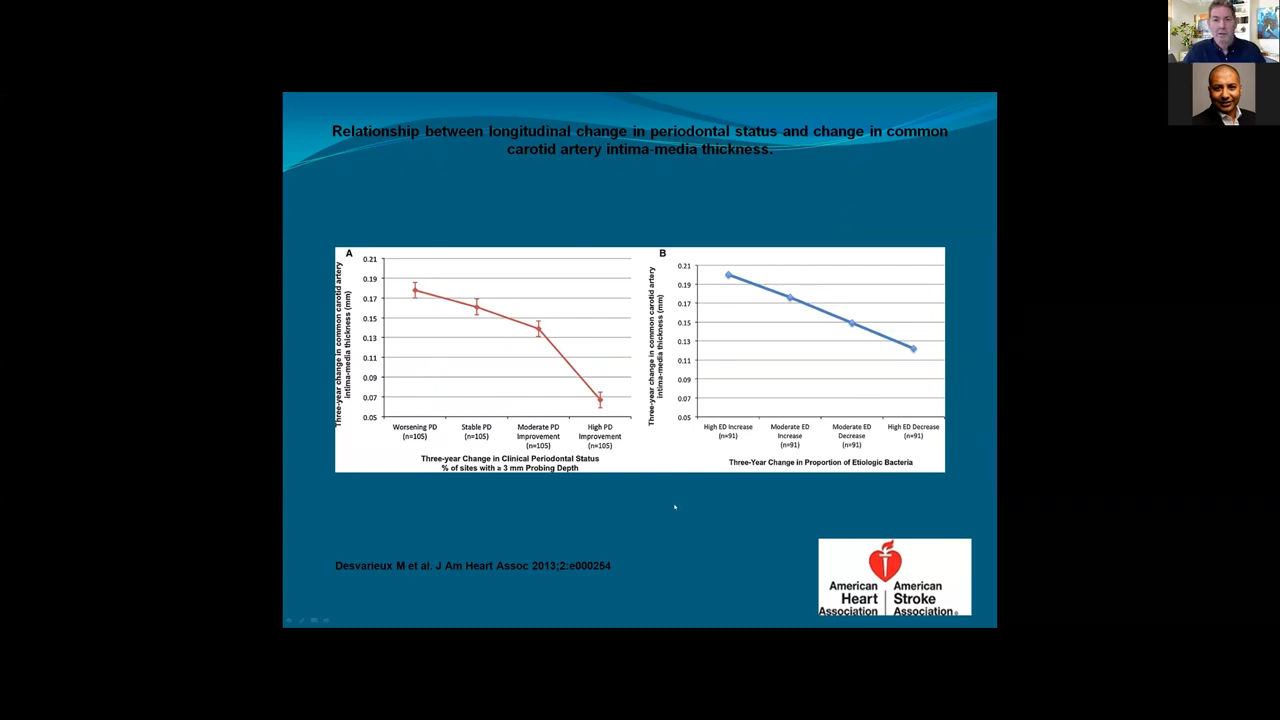 Relationship between longitudinal change in periodontal status and change in common
carotid artery intima-media thickness.
A
Three-year change in common carotid artery
intima-media thickness (mm)
0.21
0.19
0.17
0.15
0.13
0.11
0.09
0.07
0.05
Worsening PD
(n=105)
Stable PD
(n=105)
Moderate PD
Improvement
(n=105)
High PD
Improvement
(n=105)
Three-year Change in Clinical Periodontal Status
% of sites with ≥ 3 mm Probing Depth
B
Three-year change in common carotid artery
intima-media thickness (mm)
0.21
0.19
0.17
0.15
0.13
0.11
0.09
0.07
0.05
High ED Increase
(n=91)
Moderate ED
Increase
(n=91)
Moderate ED
Decrease
(n=91)
High ED Decrease
(n=91)
Three-Year Change in Proportion of Etiologic Bacteria
Desvarieux M et al. J Am Heart Assoc 2013;2:e000254
American
Heart
Association
American
Stroke
Association®